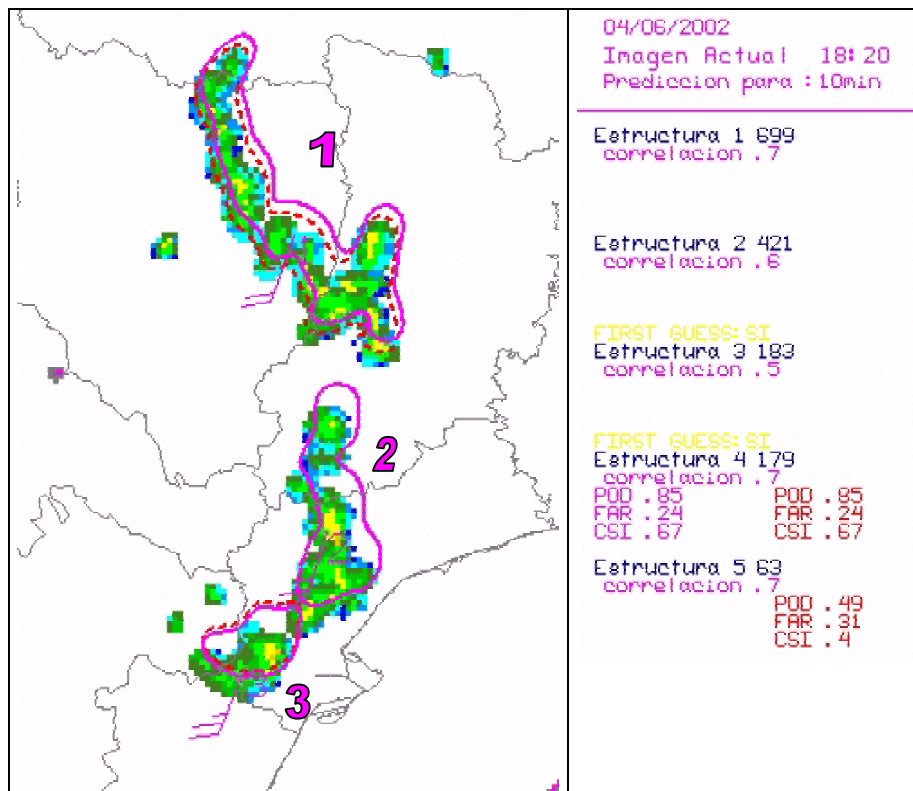 1
2
3
04/06/2002
Imagen Actual 18:20
Prediccion para :10min
Estructura 1 699
correlacion .7
Estructura 2 421
correlacion .6
FIRST GUESS:SI
Estructura 3 183
correlacion .5
FIRST GUESS:SI
Estructura 4 179
correlacion .7
POD .85 POD .85
FAR .24 FAR .24
CSI .67 CSI .67
Estructura 5 63
correlacion .7
POD .49
FAR .31
CSI .4